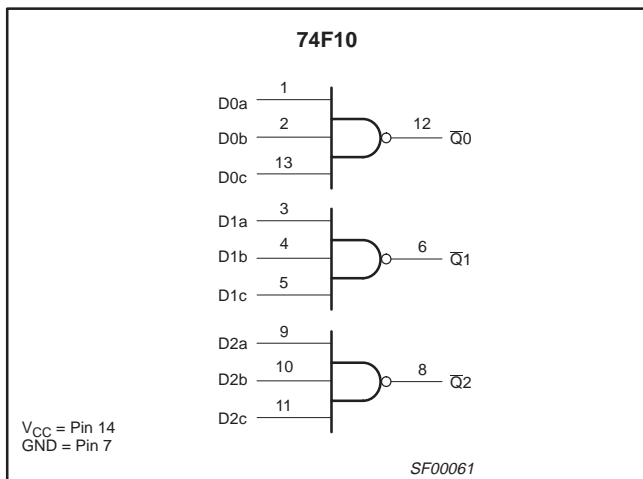 74F10
D0a 1
D0b 2
D0c 13
12 Q̅0
D1a 3
D1b 4
D1c 5
6 Q̅1
D2a 9
D2b 10
D2c 11
8 Q̅2
VCC = Pin 14
GND = Pin 7
SF00061